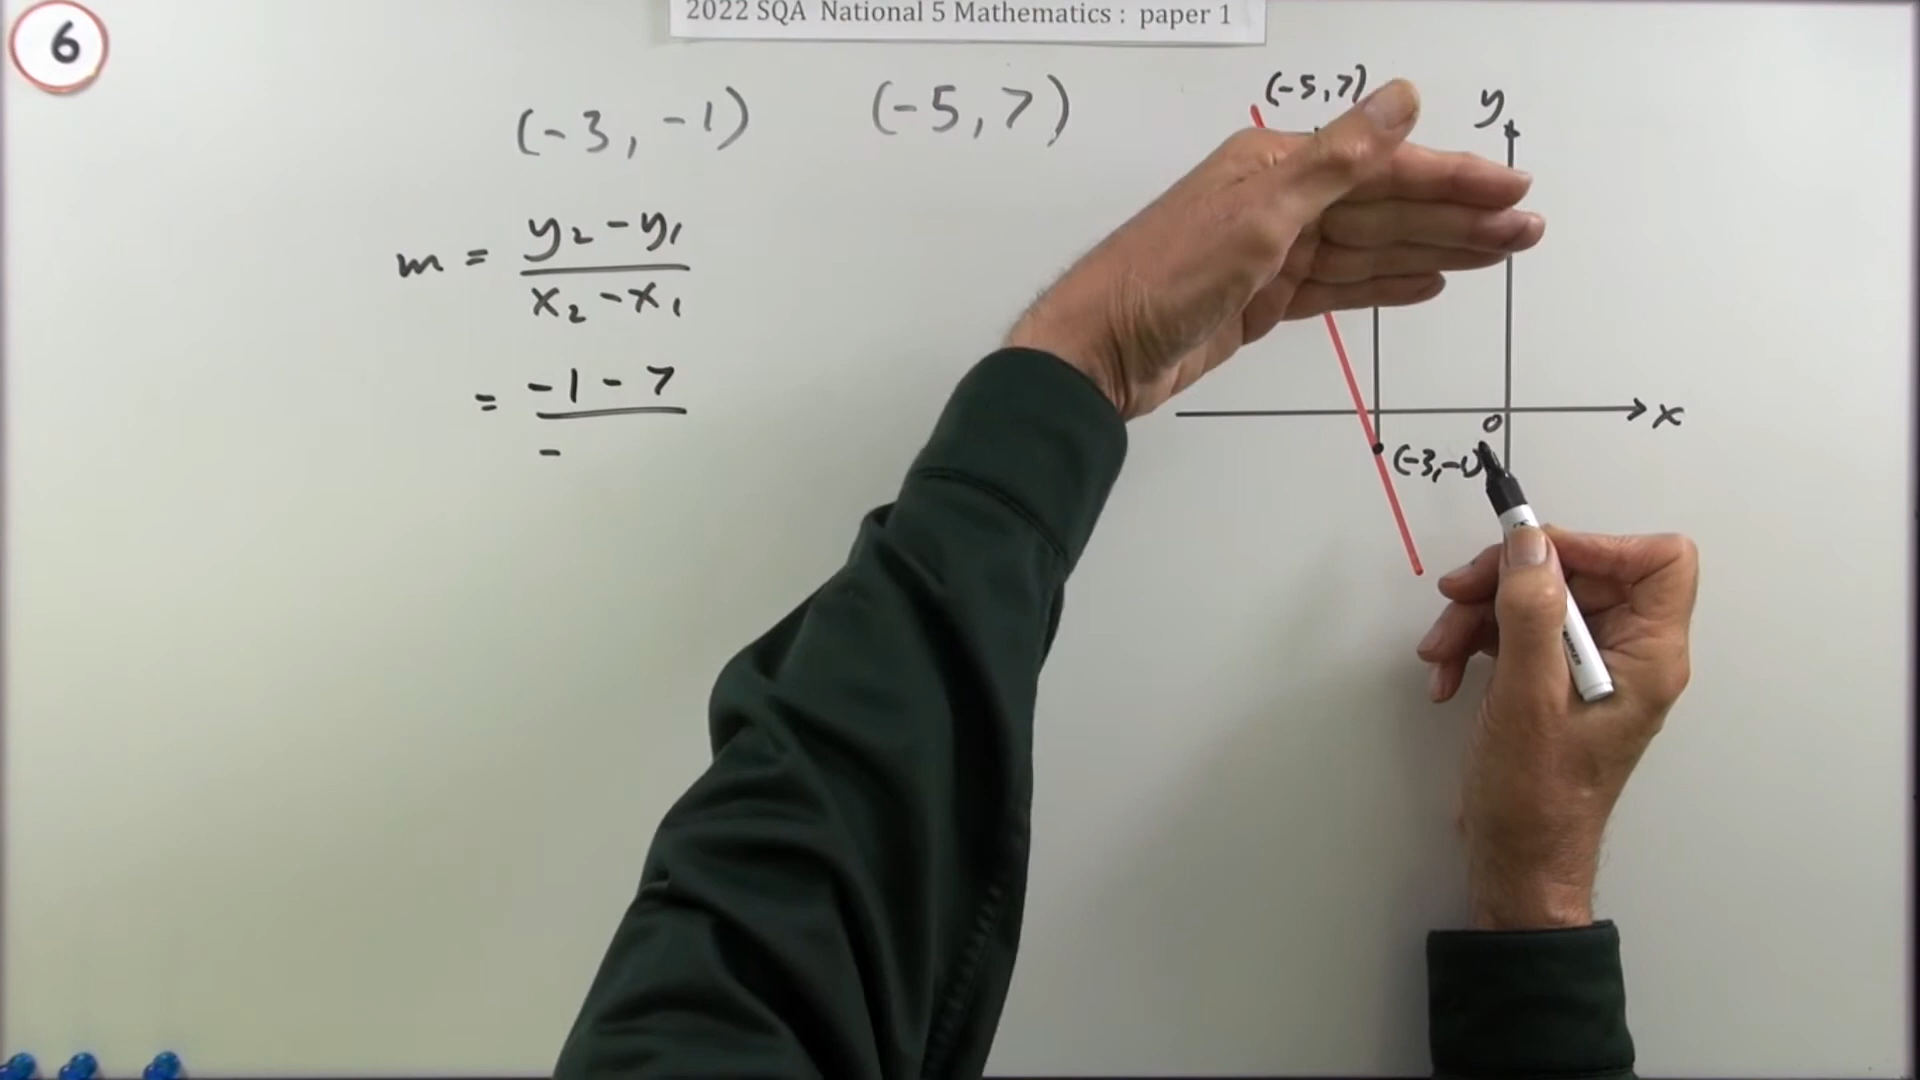 6
2022 SQA National 5 Mathematics : paper 1
(-3, -1) (-5, 7)
m = y₂ - y₁ / x₂ - x₁
= -1 - 7 / -
(-5, 7)
y
x
0
(-3, -1)